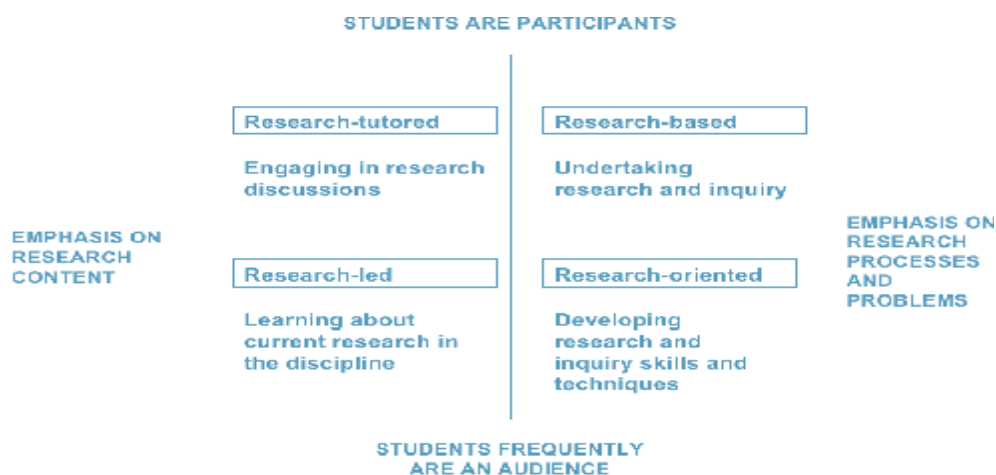 STUDENTS ARE PARTICIPANTS
Research-tutored
Engaging in research
discussions
Research-based
Undertaking
research and inquiry
EMPHASIS ON
RESEARCH
CONTENT
EMPHASIS ON
RESEARCH
PROCESSES
AND
PROBLEMS
Research-led
Learning about
current research in
the discipline
Research-oriented
Developing
research and
inquiry skills and
techniques
STUDENTS FREQUENTLY
ARE AN AUDIENCE